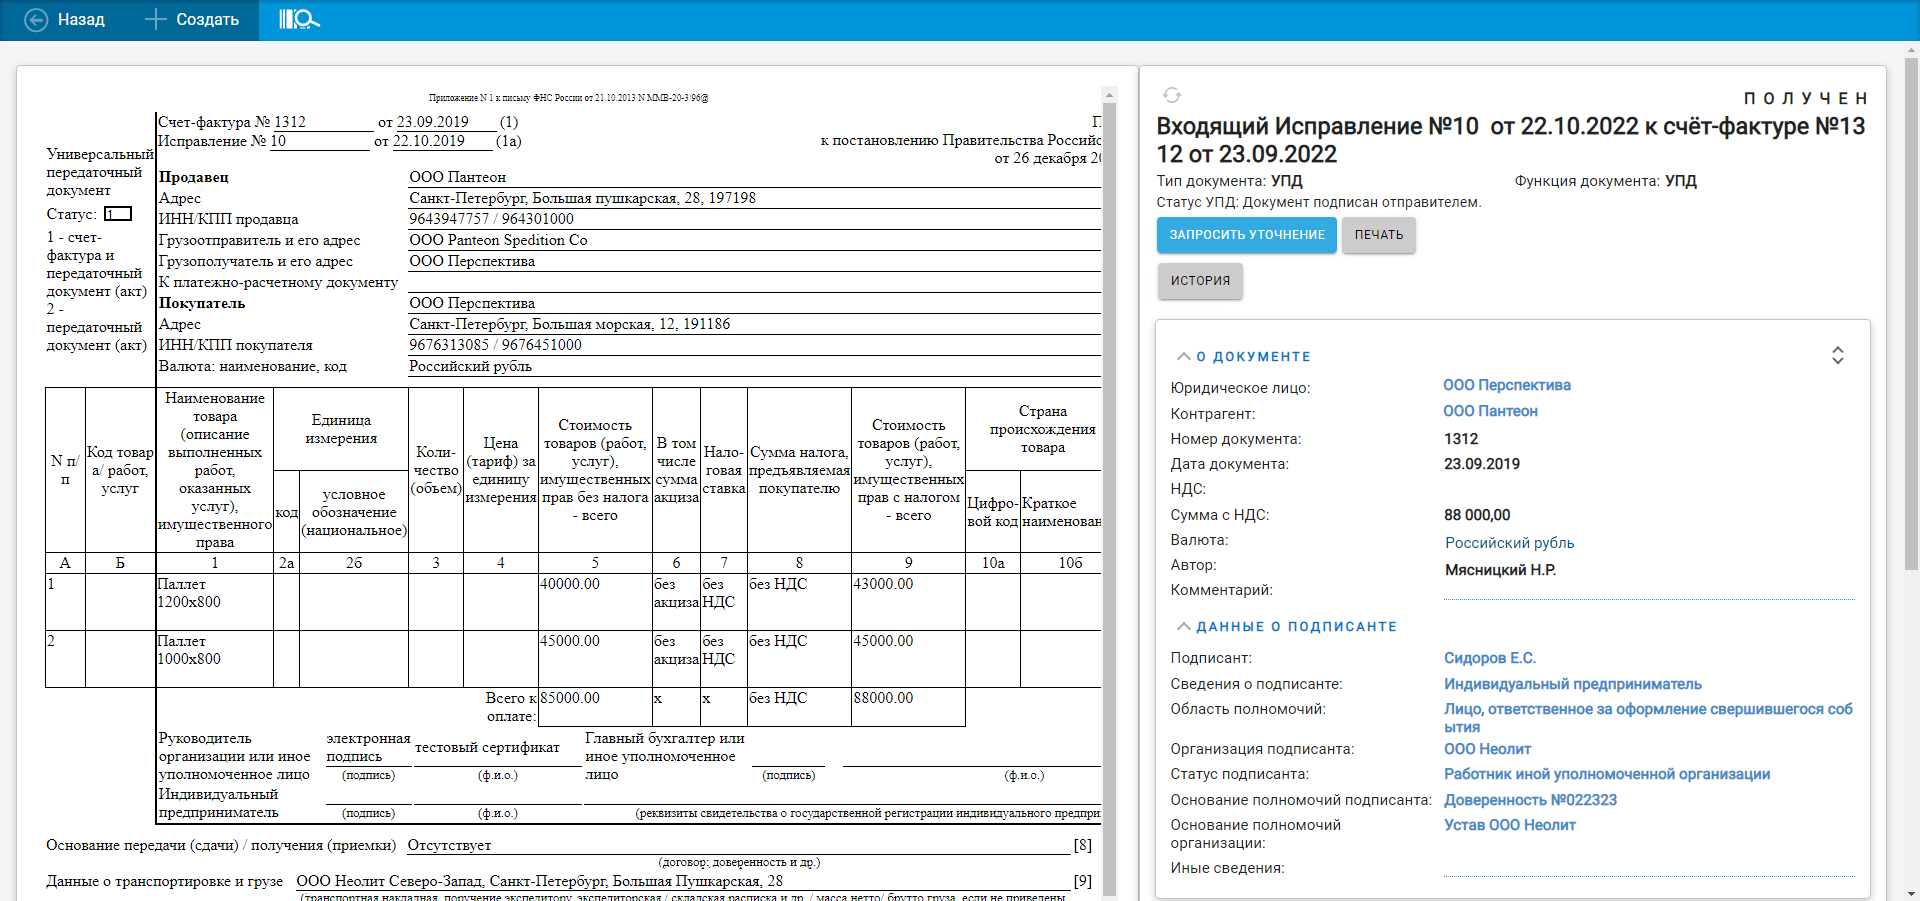 Назад
Создать
Приложение N 1 к письму ФНС России от 21.10.2013 N ММВ-20-3/96@
Универсальный
передаточный
документ
Статус: 1
1 - счет-
фактура и
передаточный
документ (акт)
2 -
передаточный
документ (акт)
Счет-фактура № 1312 от 23.09.2019 (1)
Исправление № 10 от 22.10.2019 (1а)
к постановлению Правительства Российс
от 26 декабря 20
Продавец ООО Пантеон
Адрес Санкт-Петербург, Большая пушкарская, 28, 197198
ИНН/КПП продавца 9643947757 / 964301000
Грузоотправитель и его адрес ООО Panteon Spedition Co
Грузополучатель и его адрес ООО Перспектива
К платежно-расчетному документу
Покупатель ООО Перспектива
Адрес Санкт-Петербург, Большая морская, 12, 191186
ИНН/КПП покупателя 9676313085 / 9676451000
Валюта: наименование, код Российский рубль
N п/
п
Код товар
а/ работ,
услуг
Наименование
товара
(описание
выполненных
работ,
оказанных
услуг),
имущественного
права
Единица
измерения
код
условное
обозначение
(национальное)
Коли-
чество
(объем)
Цена
(тариф) за
единицу
измерения
Стоимость
товаров (работ,
услуг),
имущественных
прав без налога
- всего
В том
числе
сумма
акциза
Нало-
говая
ставка
Сумма налога,
предъявляемая
покупателю
Стоимость
товаров (работ,
услуг),
имущественных
прав с налогом
- всего
Страна
происхождения
товара
Цифро-
вой код
Краткое
наименован
А Б 1 2а 2б 3 4 5 6 7 8 9 10а 10б
1 Паллет 40000.00 без без без НДС 43000.00
1200х800 акциза НДС
2 Паллет 45000.00 без без без НДС 45000.00
1000х800 акциза НДС
Всего к 85000.00 х х без НДС 88000.00
оплате:
Руководитель
организации или иное
уполномоченное лицо
электронная
подпись
(подпись)
тестовый сертификат
(ф.и.о.)
Главный бухгалтер или
иное уполномоченное
лицо
(подпись)
(ф.и.о.)
Индивидуальный
предприниматель
(подпись)
(ф.и.о.)
(реквизиты свидетельства о государственной регистрации индивидуального предпри
Основание передачи (сдачи) / получения (приемки) Отсутствует [8]
(договор; доверенность и др.)
Данные о транспортировке и грузе ООО Неолит Северо-Запад, Санкт-Петербург, Большая Пушкарская, 28 [9]
(транспортная накладная, поручение экспедитору, экспедиторская / складская расписка и др. / масса нетто/ брутто груза, если не приведены
ПОЛУЧЕН
Входящий Исправление №10 от 22.10.2022 к счёт-фактуре №13
12 от 23.09.2022
Тип документа: УПД Функция документа: УПД
Статус УПД: Документ подписан отправителем.
ЗАПРОСИТЬ УТОЧНЕНИЕ
ПЕЧАТЬ
ИСТОРИЯ
О ДОКУМЕНТЕ
Юридическое лицо: ООО Перспектива
Контрагент: ООО Пантеон
Номер документа: 1312
Дата документа: 23.09.2019
НДС:
Сумма с НДС: 88 000,00
Валюта: Российский рубль
Автор: Мясницкий Н.Р.
Комментарий:
ДАННЫЕ О ПОДПИСАНТЕ
Подписант: Сидоров Е.С.
Сведения о подписанте: Индивидуальный предприниматель
Область полномочий: Лицо, ответственное за оформление свершившегося соб
ытия
Организация подписанта: ООО Неолит
Статус подписанта: Работник иной уполномоченной организации
Основание полномочий подписанта: Доверенность №022323
Основание полномочий Устав ООО Неолит
организации:
Иные сведения: